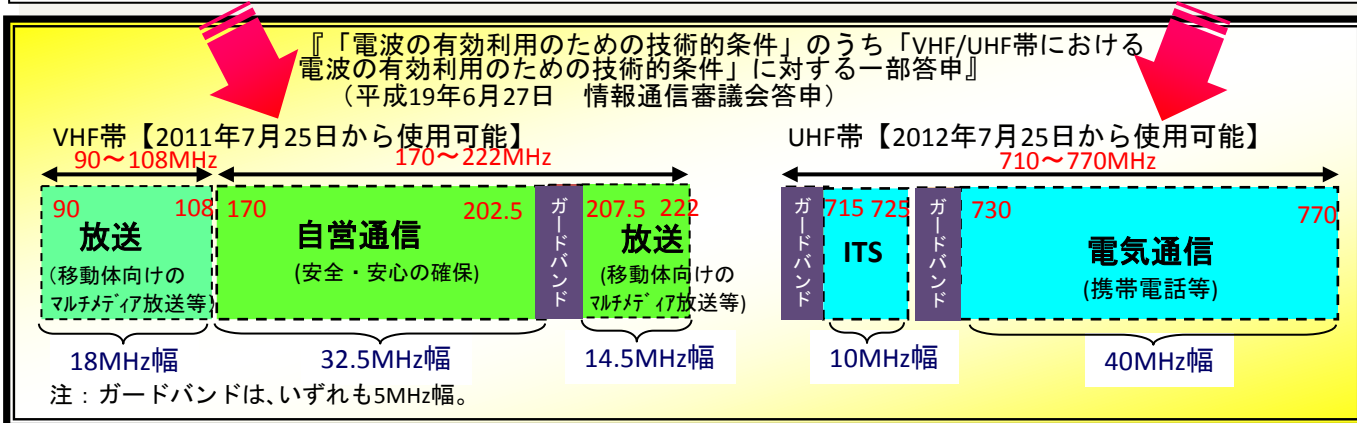 『「電波の有効利用のための技術的条件」のうち「VHF/UHF帯における
電波の有効利用のための技術的条件」に対する一部答申』
（平成19年6月27日　情報通信審議会答申）
VHF帯【2011年7月25日から使用可能】
90～108MHz
170～222MHz
90
108
放送
（移動体向けの
ﾏﾙﾁﾒﾃﾞｨｱ放送等）
18MHz幅
170
202.5
自営通信
(安全・安心の確保)
32.5MHz幅
ガードバンド
207.5
222
放送
(移動体向けの
ﾏﾙﾁﾒﾃﾞｨｱ放送等)
14.5MHz幅
UHF帯【2012年7月25日から使用可能】
710～770MHz
ガードバンド
715
725
ITS
10MHz幅
ガードバンド
730
770
電気通信
(携帯電話等)
40MHz幅
注：ガードバンドは､いずれも5MHz幅。